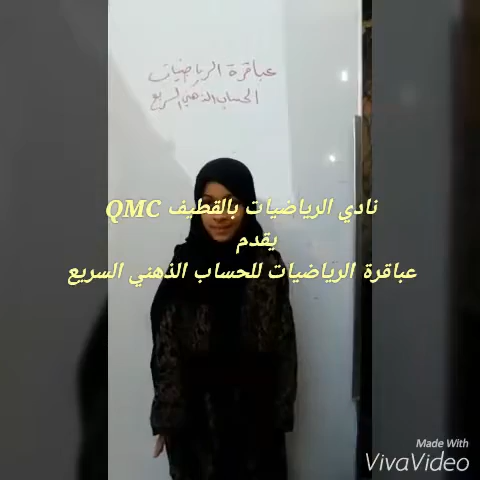 عباقرة الرياضيات
الحساب الذهني السريع
نادي الرياضيات بالقطيف QMC
يقدم
عباقرة الرياضيات للحساب الذهني السريع
Made With
VivaVideo